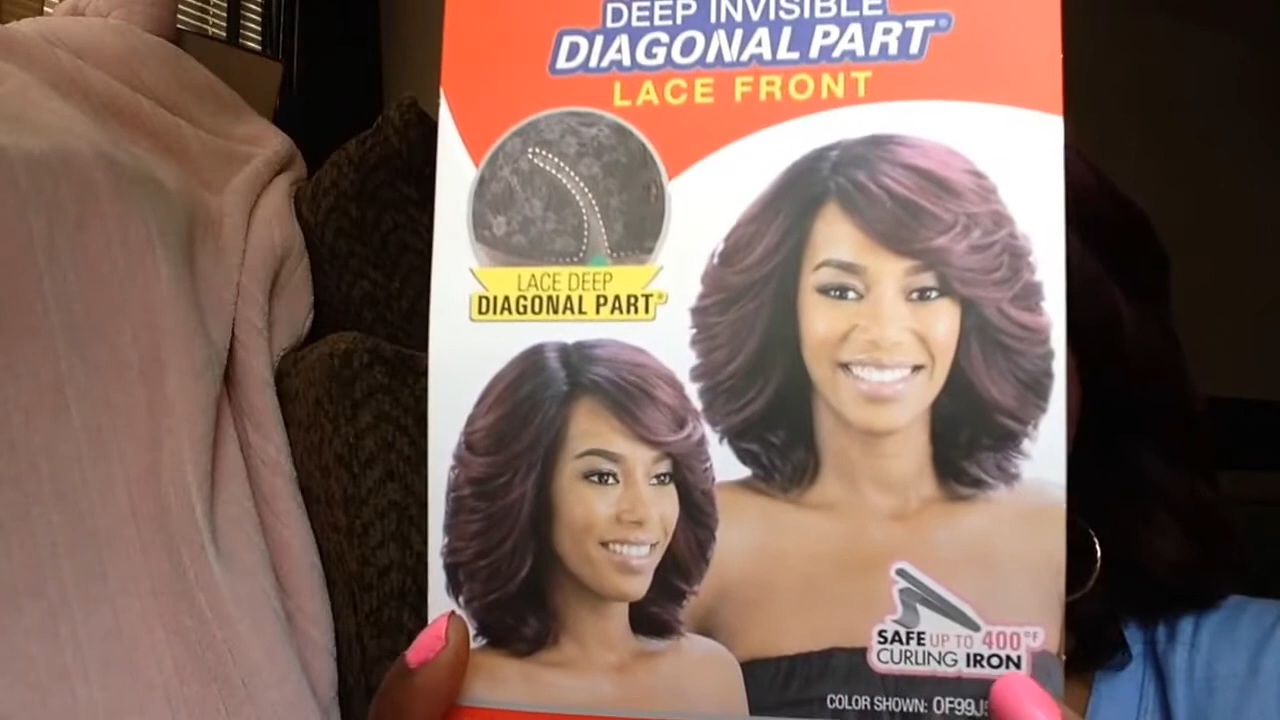 DEEP INVISIBLE
DIAGONAL PART®
LACE FRONT
LACE DEEP
DIAGONAL PART®
SAFE UP TO 400°F
CURLING IRON
COLOR SHOWN: